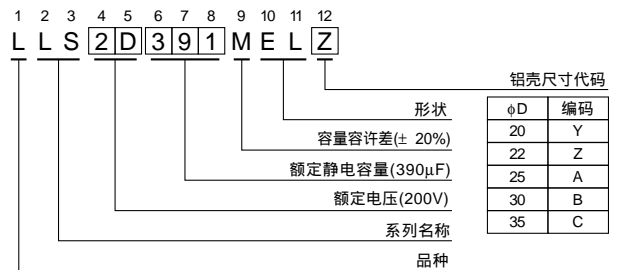 1 2 3 4 5 6 7 8 9 10 11 12
L L S 2 D 3 9 1 M E L Z
铝壳尺寸代码
形状
容量容许差(± 20%)
额定静电容量(390μF)
额定电压(200V)
系列名称
品种
φD 编码
20 Y
22 Z
25 A
30 B
35 C